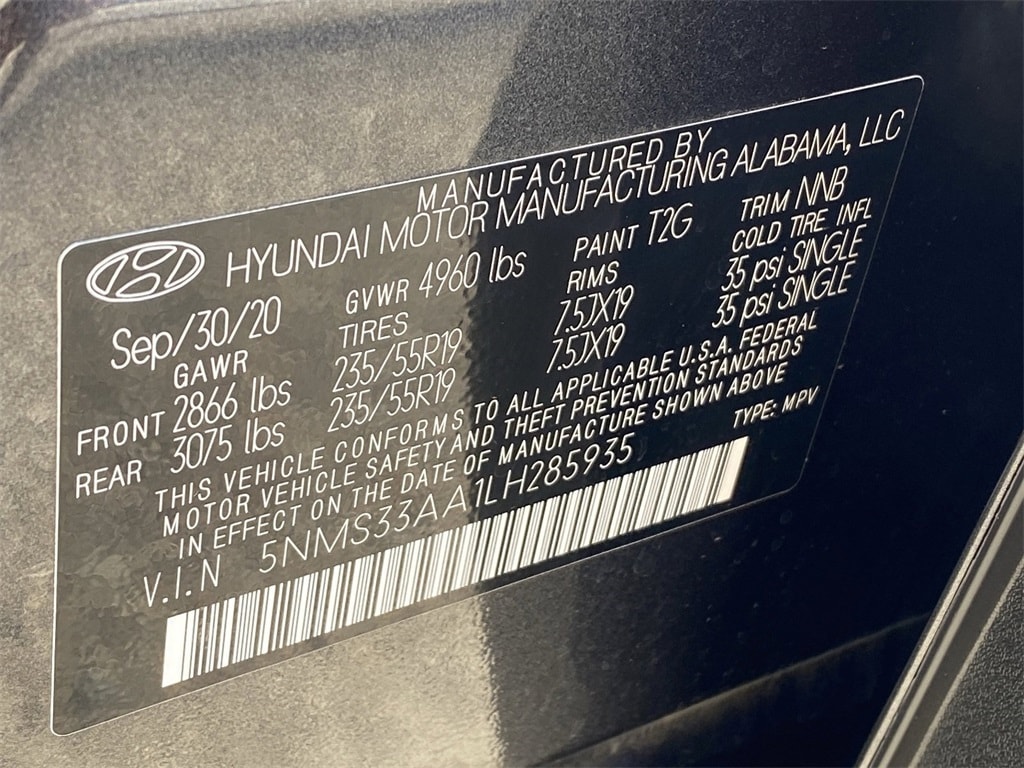 MANUFACTURED BY
HYUNDAI MOTOR MANUFACTURING ALABAMA, LLC
Sep/30/20 GVWR 4960 lbs PAINT T2G TRIM NNB
GAWR TIRES RIMS COLD TIRE INFL
FRONT 2866 lbs 235/55R19 7.5JX19 35 psi SINGLE
REAR 3075 lbs 235/55R19 7.5JX19 35 psi SINGLE
THIS VEHICLE CONFORMS TO ALL APPLICABLE U.S.A. FEDERAL
MOTOR VEHICLE SAFETY AND THEFT PREVENTION STANDARDS
IN EFFECT ON THE DATE OF MANUFACTURE SHOWN ABOVE
V.I.N 5NMS33AA1LH285935 TYPE: MPV